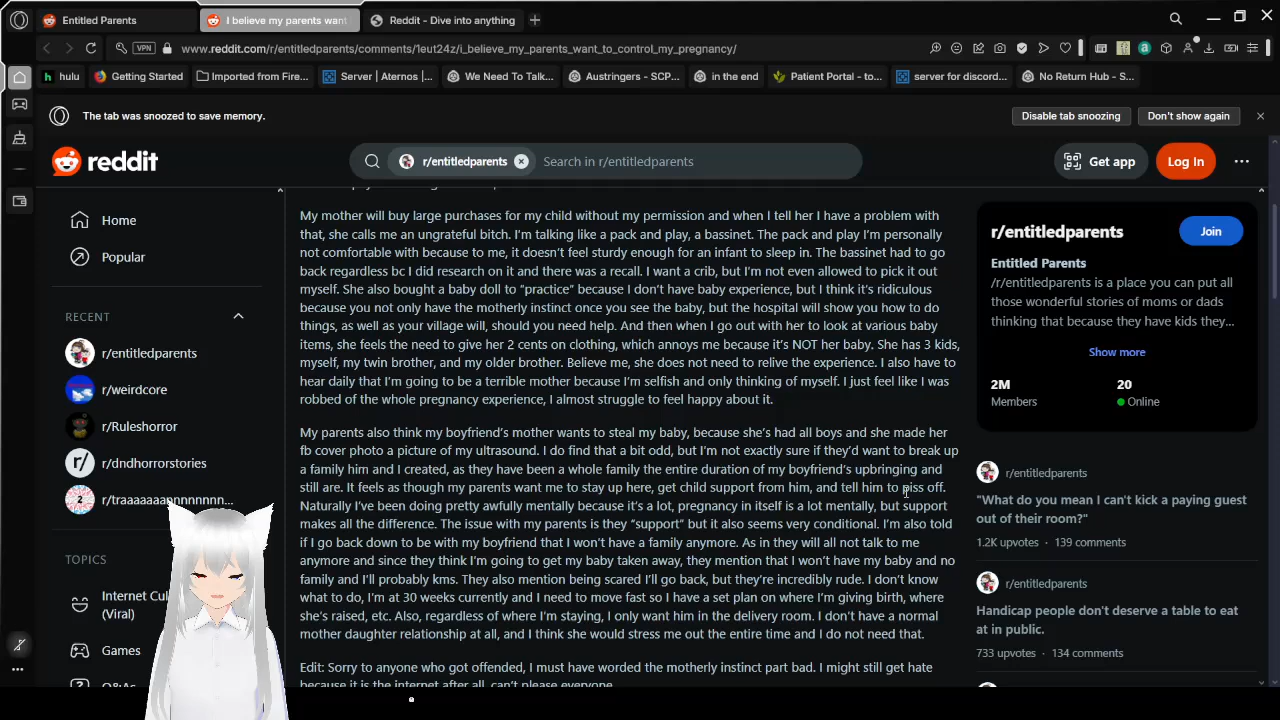 Entitled Parents
I believe my parents want
Reddit - Dive into anything
VPN
www.reddit.com/r/entitledparents/comments/1eut24z/i_believe_my_parents_want_to_control_my_pregnancy/
hulu
Getting Started
Imported from Fire...
Server | Aternos |...
We Need To Talk...
Austringers - SCP...
in the end
Patient Portal - to...
server for discord...
No Return Hub - S...
The tab was snoozed to save memory.
Disable tab snoozing
Don't show again
reddit
r/entitledparents
Search in r/entitledparents
Get app
Log In
Home
Popular
RECENT
r/entitledparents
r/weirdcore
r/Ruleshorror
r/dndhorrorstories
r/traaaaaaannnnnnnn...
TOPICS
Internet Cul
(Viral)
Games
My mother will buy large purchases for my child without my permission and when I tell her I have a problem with
that, she calls me an ungrateful bitch. I'm talking like a pack and play, a bassinet. The pack and play I'm personally
not comfortable with because to me, it doesn't feel sturdy enough for an infant to sleep in. The bassinet had to go
back regardless bc I did research on it and there was a recall. I want a crib, but I'm not even allowed to pick it out
myself. She also bought a baby doll to "practice" because I don't have baby experience, but I think it's ridiculous
because you not only have the motherly instinct once you see the baby, but the hospital will show you how to do
things, as well as your village will, should you need help. And then when I go out with her to look at various baby
items, she feels the need to give her 2 cents on clothing, which annoys me because it's NOT her baby. She has 3 kids,
myself, my twin brother, and my older brother. Believe me, she does not need to relive the experience. I also have to
hear daily that I'm going to be a terrible mother because I'm selfish and only thinking of myself. I just feel like I was
robbed of the whole pregnancy experience, I almost struggle to feel happy about it.
My parents also think my boyfriend's mother wants to steal my baby, because she's had all boys and she made her
fb cover photo a picture of my ultrasound. I do find that a bit odd, but I'm not exactly sure if they'd want to break up
a family him and I created, as they have been a whole family the entire duration of my boyfriend's upbringing and
still are. It feels as though my parents want me to stay up here, get child support from him, and tell him to piss off.
Naturally I've been doing pretty awfully mentally because it's a lot, pregnancy in itself is a lot mentally, but support
makes all the difference. The issue with my parents is they "support" but it also seems very conditional. I'm also told
if I go back down to be with my boyfriend that I won't have a family anymore. As in they will all not talk to me
anymore and since they think I'm going to get my baby taken away, they mention that I won't have my baby and no
family and I'll probably kms. They also mention being scared I'll go back, but they're incredibly rude. I don't know
what to do, I'm at 30 weeks currently and I need to move fast so I have a set plan on where I'm giving birth, where
she's raised, etc. Also, regardless of where I'm staying, I only want him in the delivery room. I don't have a normal
mother daughter relationship at all, and I think she would stress me out the entire time and I do not need that.
Edit: Sorry to anyone who got offended, I must have worded the motherly instinct part bad. I might still get hate
because it is the internet after all, can't please everyone
r/entitledparents
Join
Entitled Parents
/r/entitledparents is a place you can put all
those wonderful stories of moms or dads
thinking that because they have kids they...
Show more
2M
Members
20
Online
r/entitledparents
"What do you mean I can't kick a paying guest
out of their room?"
1.2K upvotes · 139 comments
r/entitledparents
Handicap people don't deserve a table to eat
at in public.
733 upvotes · 134 comments